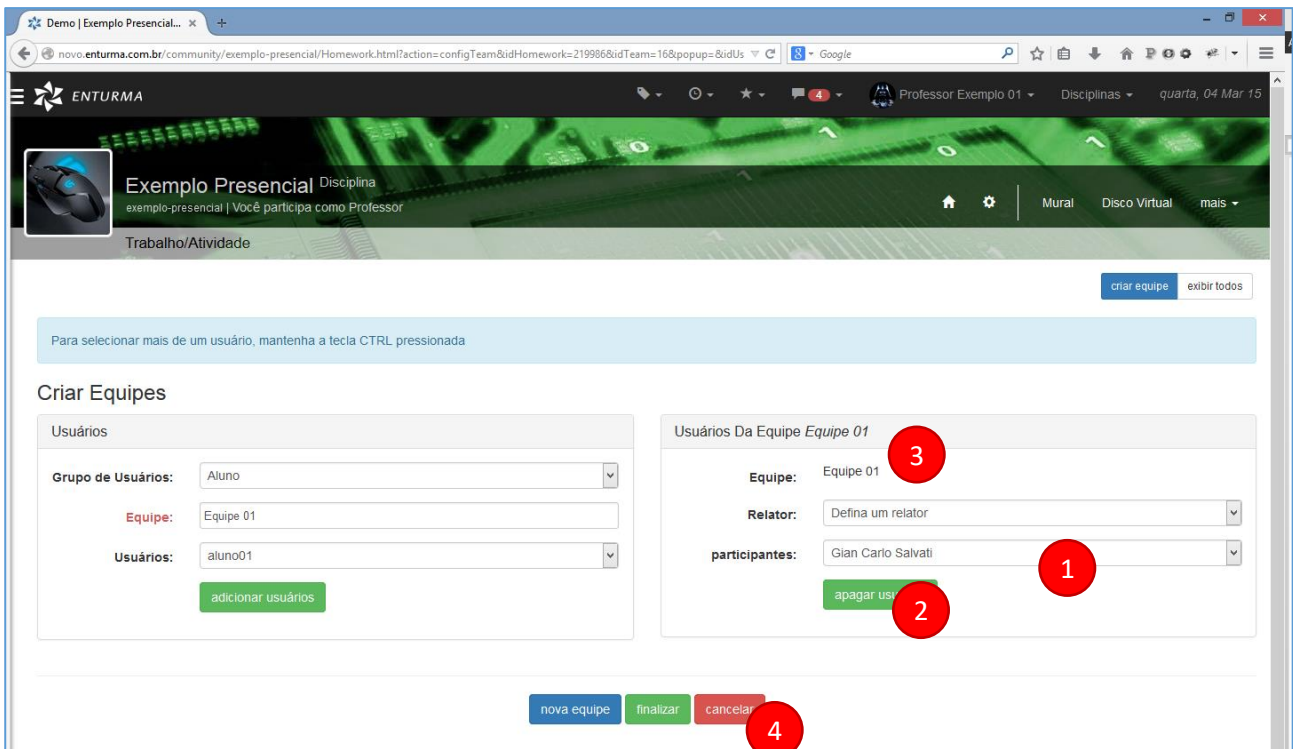 Demo | Exemplo Presencial... × +
novo.enturma.com.br/community/exemplo-presencial/Homework.html?action=configTeam&idHomework=219986&idTeam=16&popup=&idUs Google
ENTURMA 4 Professor Exemplo 01 Disciplinas quarta, 04 Mar 15
Exemplo Presencial Disciplina
exemplo-presencial | Você participa como Professor
Mural Disco Virtual mais
Trabalho/Atividade
criar equipe exibir todos
Para selecionar mais de um usuário, mantenha a tecla CTRL pressionada
Criar Equipes
Usuários
Grupo de Usuários: Aluno
Equipe: Equipe 01
Usuários: aluno01
adicionar usuários
Usuários Da Equipe Equipe 01
3
Equipe: Equipe 01
Relator: Defina um relator
participantes: Gian Carlo Salvati
1
apagar
2
nova equipe finalizar cancelar
4